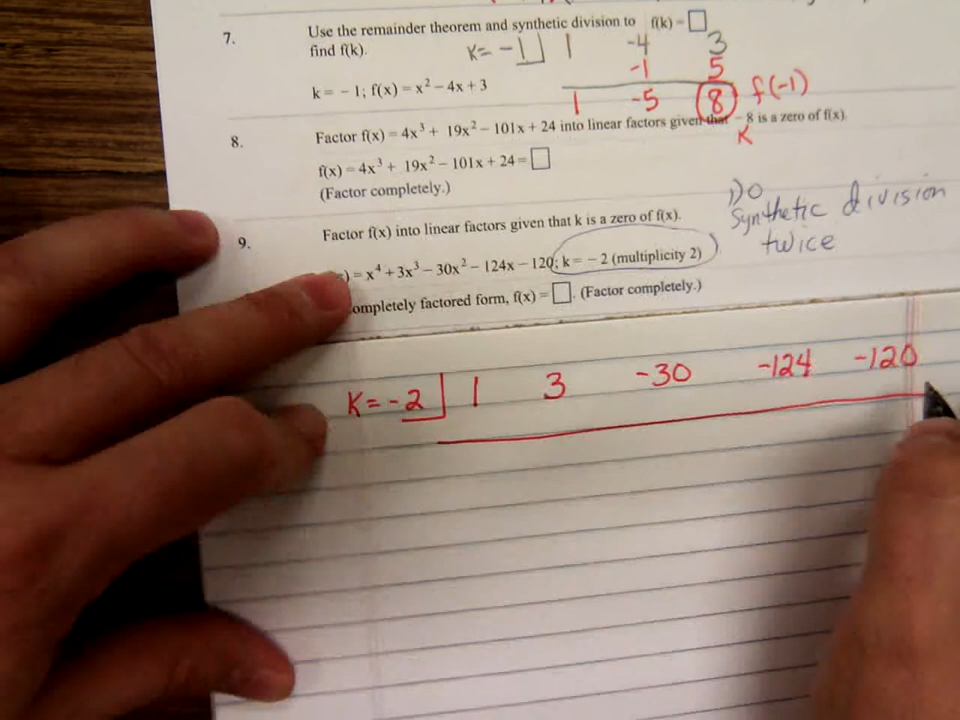 7. Use the remainder theorem and synthetic division to f(k) = □
find f(k). K= -1 1 -4 3
-1 5
k = - 1; f(x) = x² - 4x + 3
1 -5 8 f(-1)
8. Factor f(x) = 4x³ + 19x² - 101x + 24 into linear factors given that - 8 is a zero of f(x).
K
f(x) = 4x³ + 19x² - 101x + 24 = □
(Factor completely.)
DO
Synthetic division
twice
9. Factor f(x) into linear factors given that k is a zero of f(x).
) = x⁴ + 3x³ - 30x² - 124x - 120; k = - 2 (multiplicity 2)
ompletely factored form, f(x) = □. (Factor completely.)
K= -2 1 3 -30 -124 -120